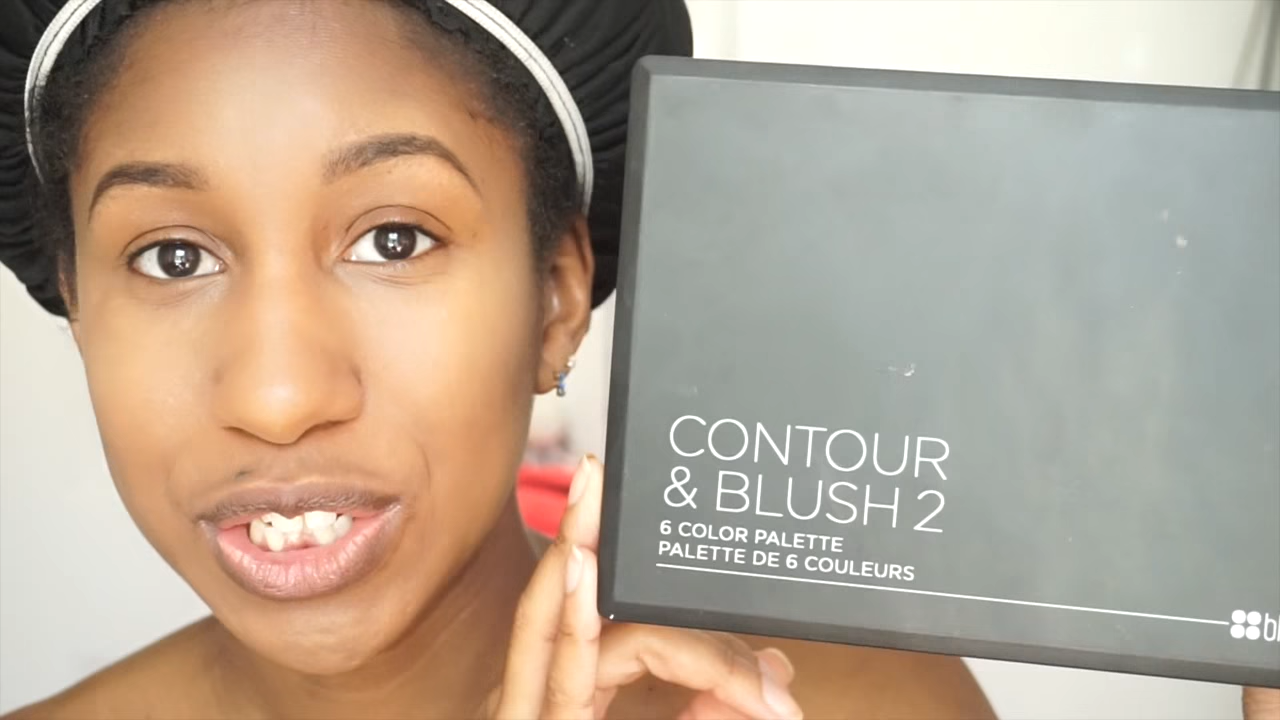 CONTOUR
& BLUSH 2
6 COLOR PALETTE
PALETTE DE 6 COULEURS